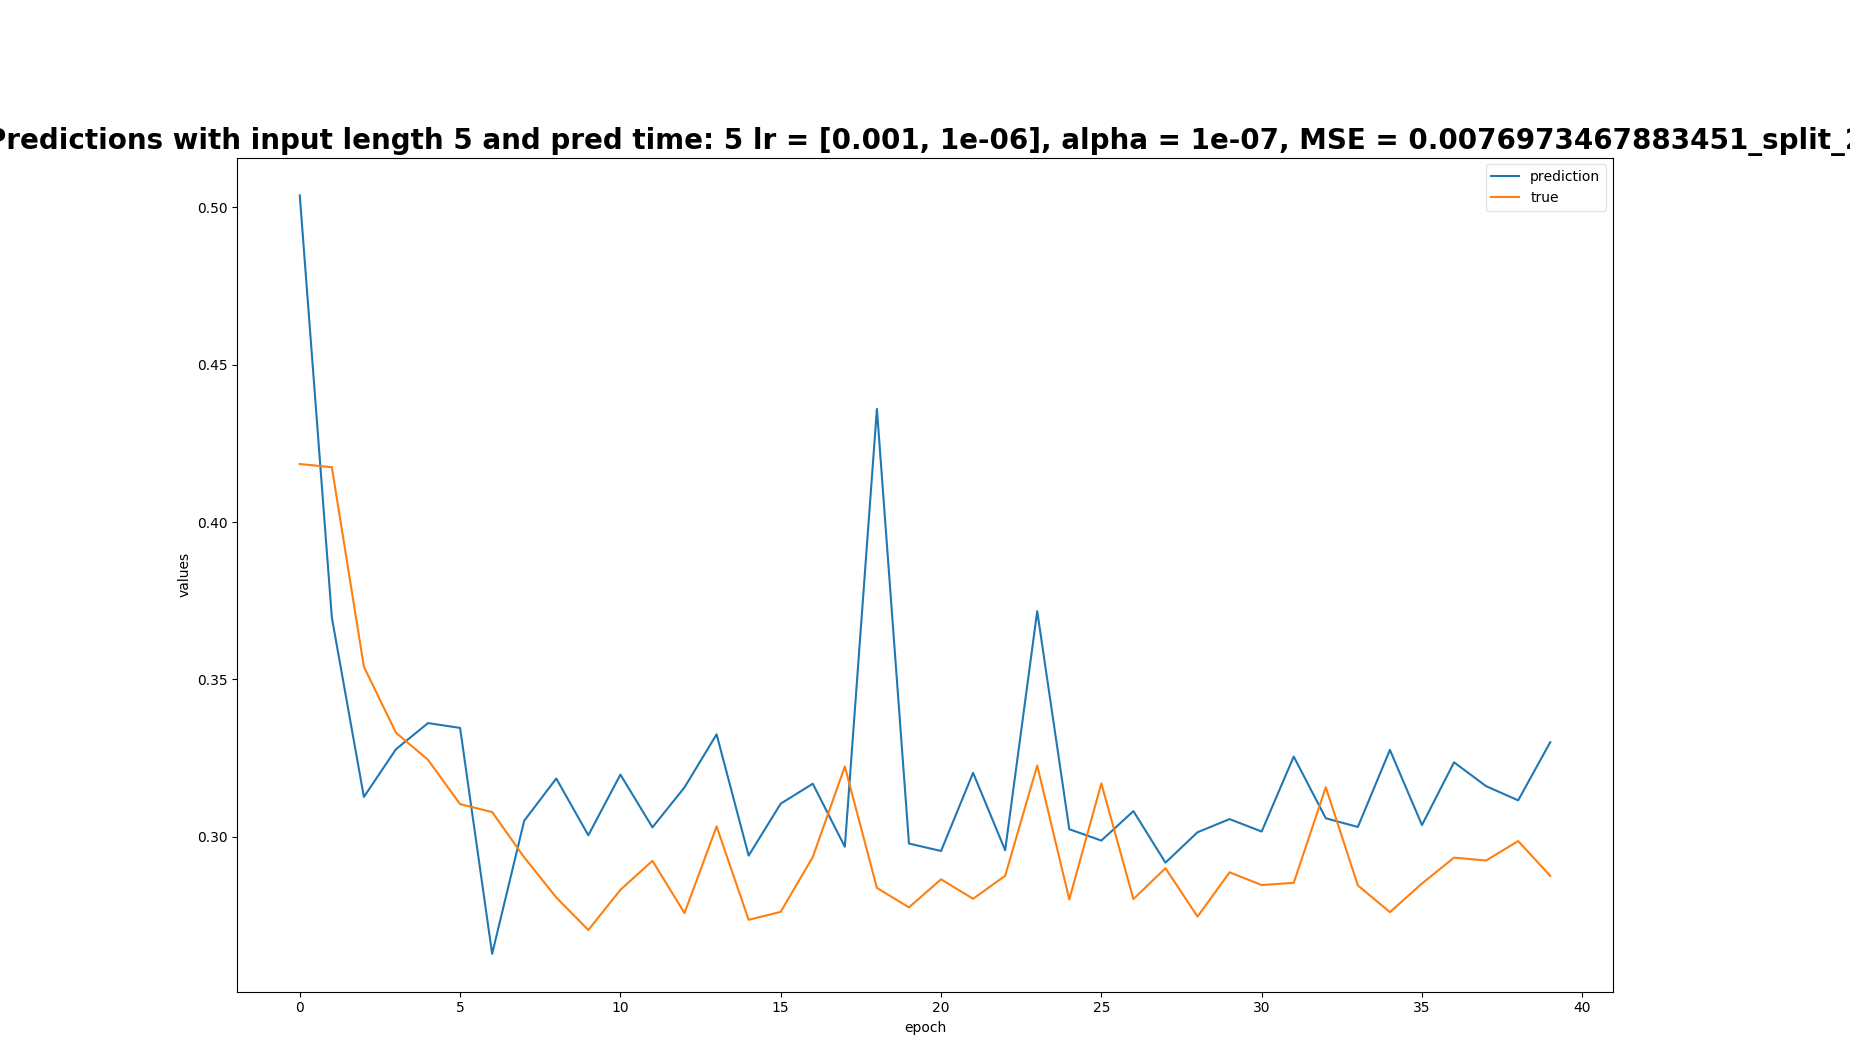 Predictions with input length 5 and pred time: 5 lr = [0.001, 1e-06], alpha = 1e-07, MSE = 0.0076973467883451_split_2
prediction
true
0.50
0.45
0.40
0.35
0.30
values
0 5 10 15 20 25 30 35 40
epoch